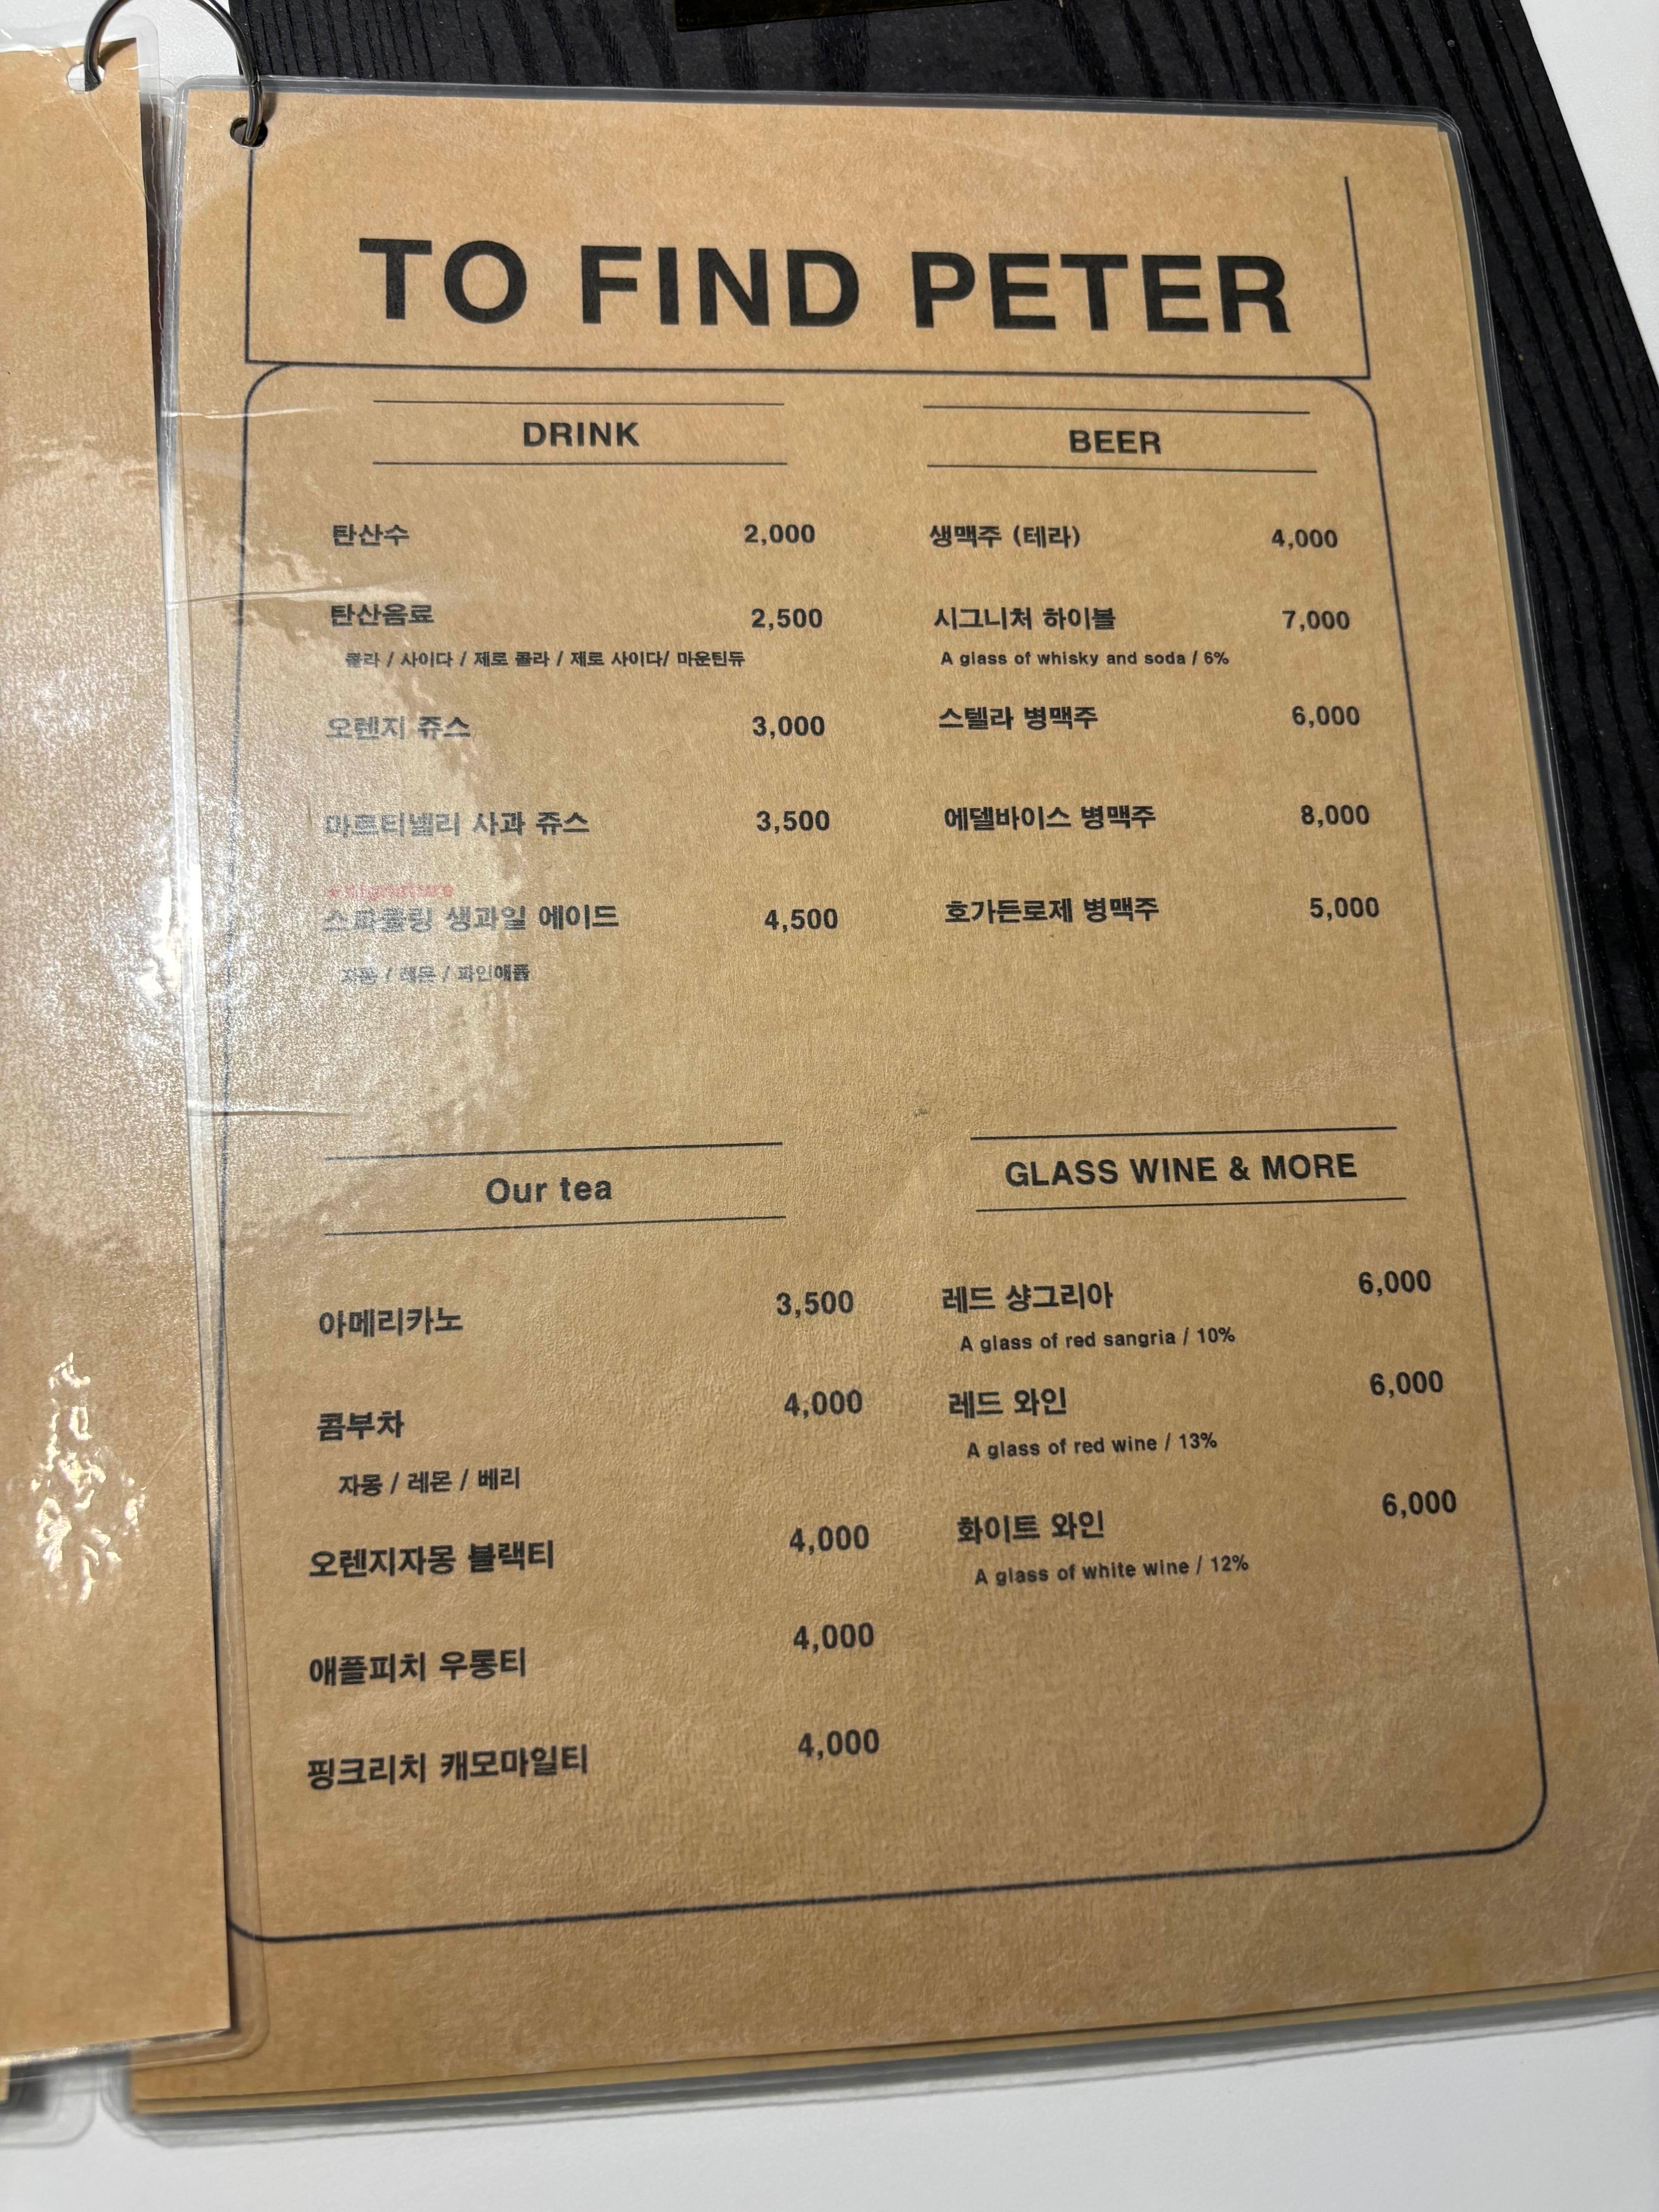 TO FIND PETER
DRINK
탄산수 2,000
탄산음료 2,500
콜라 / 사이다 / 제로 콜라 / 제로 사이다/ 마운틴듀
오렌지 쥬스 3,000
마르티넬리 사과 쥬스 3,500
★signature
스파클링 생과일 에이드 4,500
자몽 / 레몬 / 파인애플
BEER
생맥주 (테라) 4,000
시그니처 하이볼 7,000
A glass of whisky and soda / 6%
스텔라 병맥주 6,000
에델바이스 병맥주 8,000
호가든로제 병맥주 5,000
Our tea
아메리카노 3,500
콤부차 4,000
자몽 / 레몬 / 베리
오렌지자몽 블랙티 4,000
애플피치 우롱티 4,000
핑크리치 캐모마일티 4,000
GLASS WINE & MORE
레드 샹그리아 6,000
A glass of red sangria / 10%
레드 와인 6,000
A glass of red wine / 13%
화이트 와인 6,000
A glass of white wine / 12%